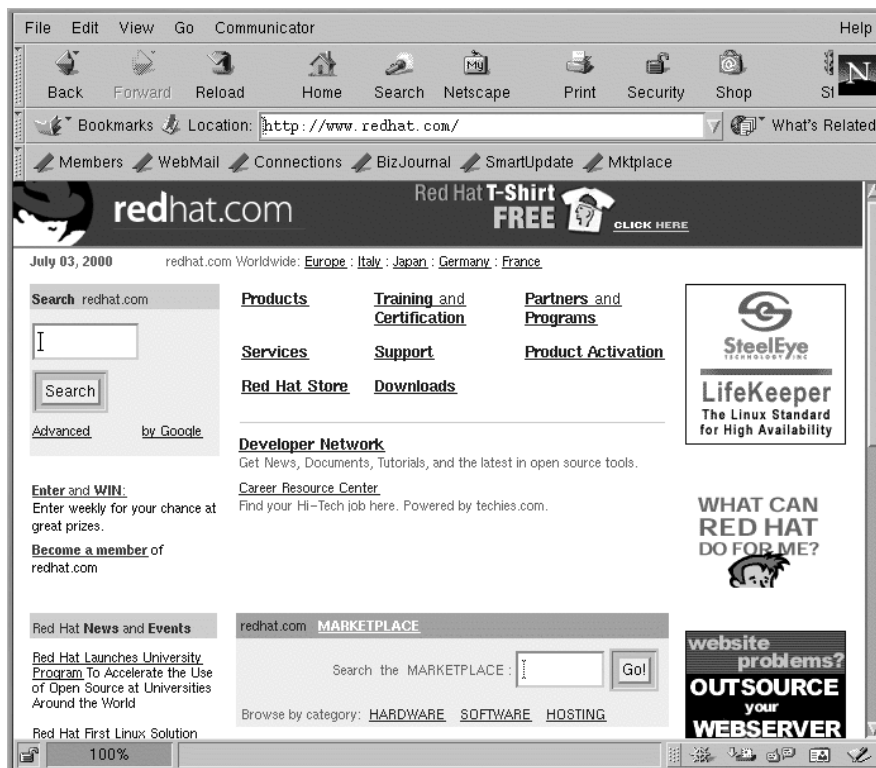 File Edit View Go Communicator Help
Back Forward Reload Home Search Netscape Print Security Shop
My
N
Bookmarks Location: http://www.redhat.com/ What's Related
Members WebMail Connections BizJournal SmartUpdate Mktplace
redhat.com
Red Hat T-Shirt
FREE CLICK HERE
July 03, 2000 redhat.com Worldwide: Europe : Italy : Japan : Germany : France
Search redhat.com
Search
Advanced by Google
Enter and WIN:
Enter weekly for your chance at
great prizes.
Become a member of
redhat.com
Products
Training and
Certification
Partners and
Programs
Services
Support
Product Activation
Red Hat Store
Downloads
Developer Network
Get News, Documents, Tutorials, and the latest in open source tools.
Career Resource Center
Find your Hi-Tech job here. Powered by techies.com.
SteelEye
TECHNOLOGY INC
LifeKeeper
The Linux Standard
for High Availability
WHAT CAN
RED HAT
DO FOR ME?
Red Hat News and Events
Red Hat Launches University
Program To Accelerate the Use
of Open Source at Universities
Around the World
Red Hat First Linux Solution
redhat.com MARKETPLACE
Search the MARKETPLACE : Go!
Browse by category: HARDWARE SOFTWARE HOSTING
website
problems?
OUTSOURCE
your
WEBSERVER
100%